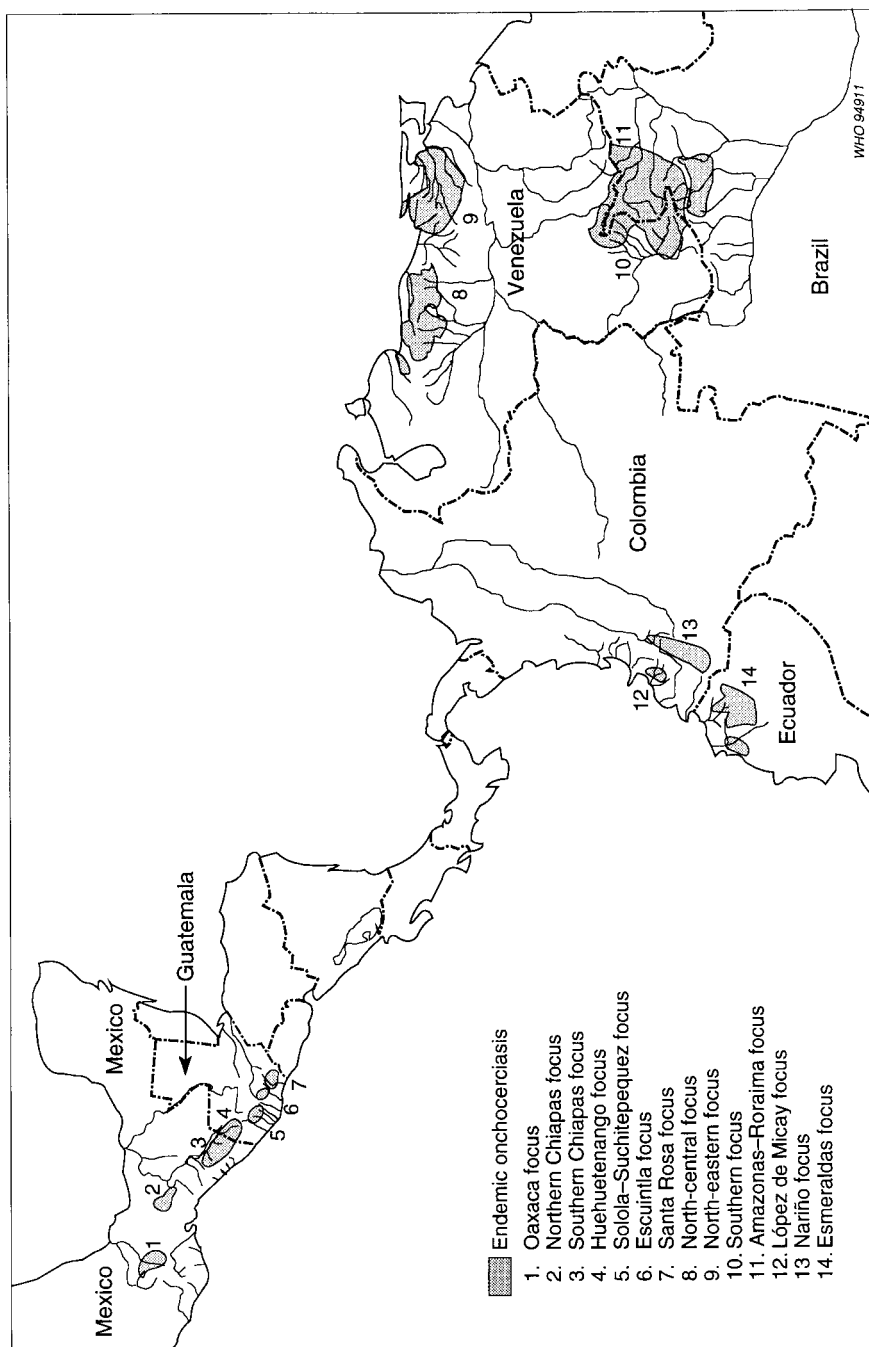 Mexico
Mexico
Guatemala
1
2
3
4
5
6
7
8
9
Venezuela
10
11
Colombia
12
13
14
Ecuador
Brazil
Endemic onchocerciasis
1. Oaxaca focus
2. Northern Chiapas focus
3. Southern Chiapas focus
4. Huehuetenango focus
5. Solola–Suchitepequez focus
6. Escuintla focus
7. Santa Rosa focus
8. North-central focus
9. North-eastern focus
10. Southern focus
11. Amazonas–Roraima focus
12. López de Micay focus
13 Nariño focus
14. Esmeraldas focus
WHO 94911